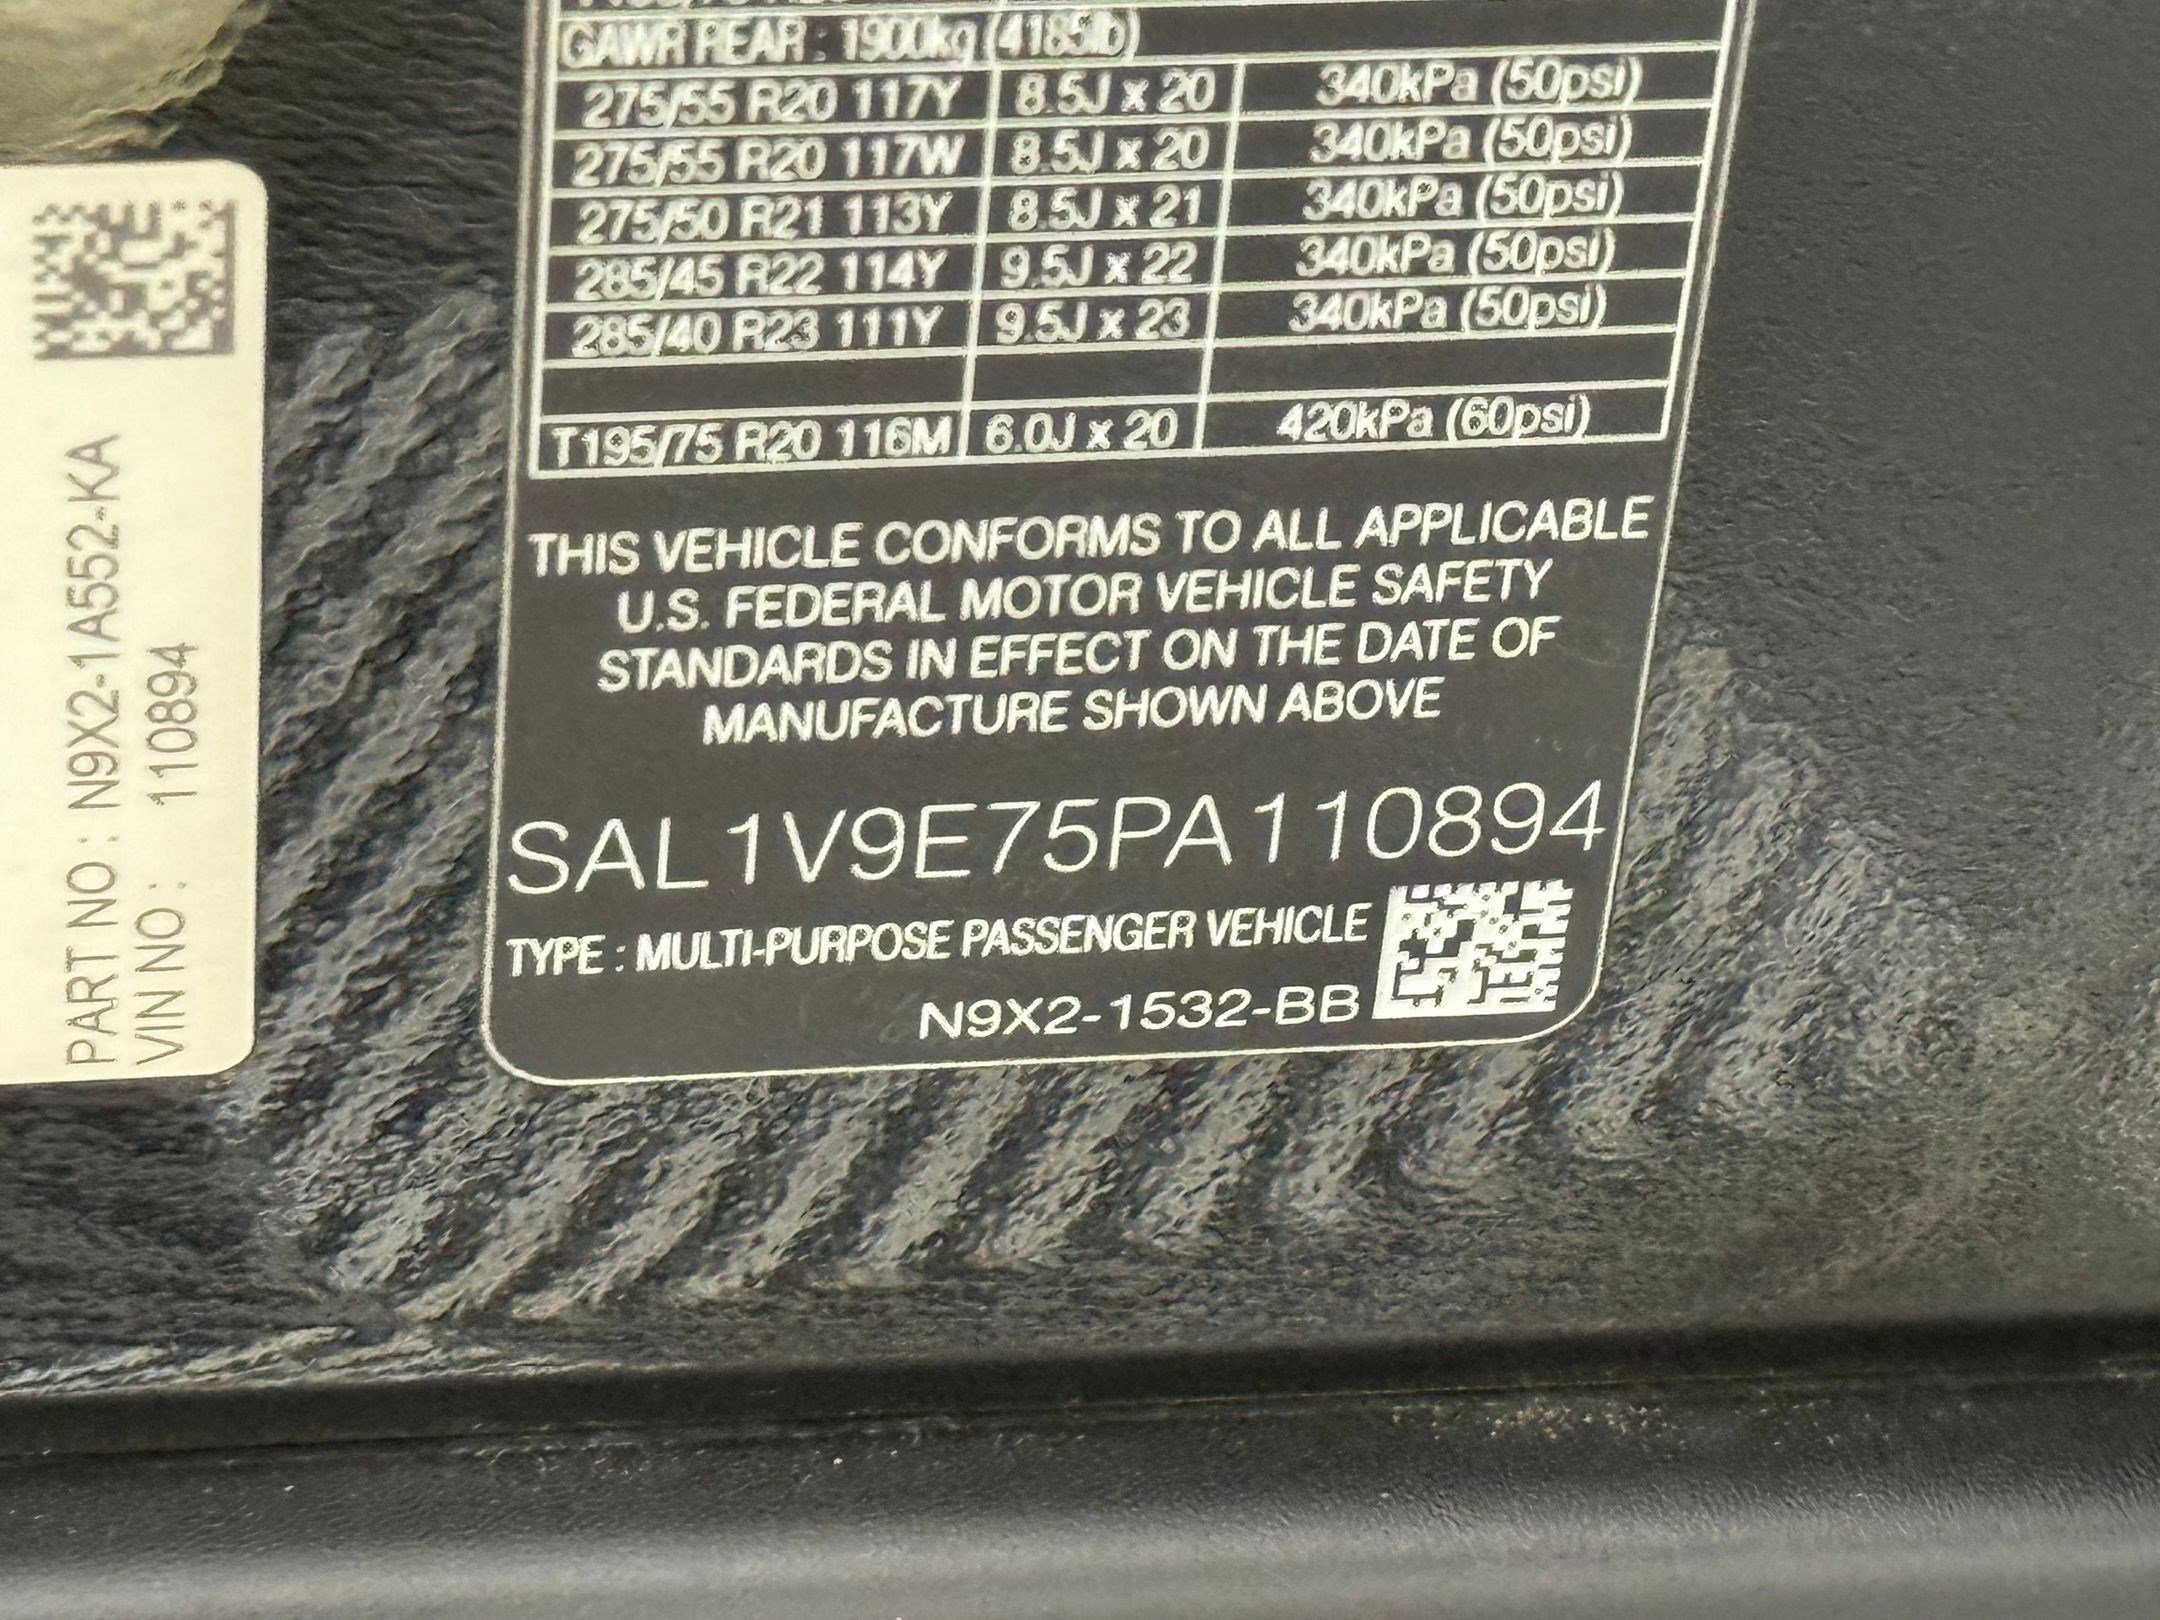 GAWR REAR : 1900kg (4185lb)
275/55 R20 117Y 8.5J x 20 340kPa (50psi)
275/55 R20 117W 8.5J x 20 340kPa (50psi)
275/50 R21 113Y 8.5J x 21 340kPa (50psi)
285/45 R22 114Y 9.5J x 22 340kPa (50psi)
285/40 R23 111Y 9.5J x 23 340kPa (50psi)
T195/75 R20 116M 6.0J x 20 420kPa (60psi)
THIS VEHICLE CONFORMS TO ALL APPLICABLE
U.S. FEDERAL MOTOR VEHICLE SAFETY
STANDARDS IN EFFECT ON THE DATE OF
MANUFACTURE SHOWN ABOVE
SAL1V9E75PA110894
TYPE : MULTI-PURPOSE PASSENGER VEHICLE
N9X2-1532-BB
PART NO : N9X2-1A552-KA
VIN NO : 110894